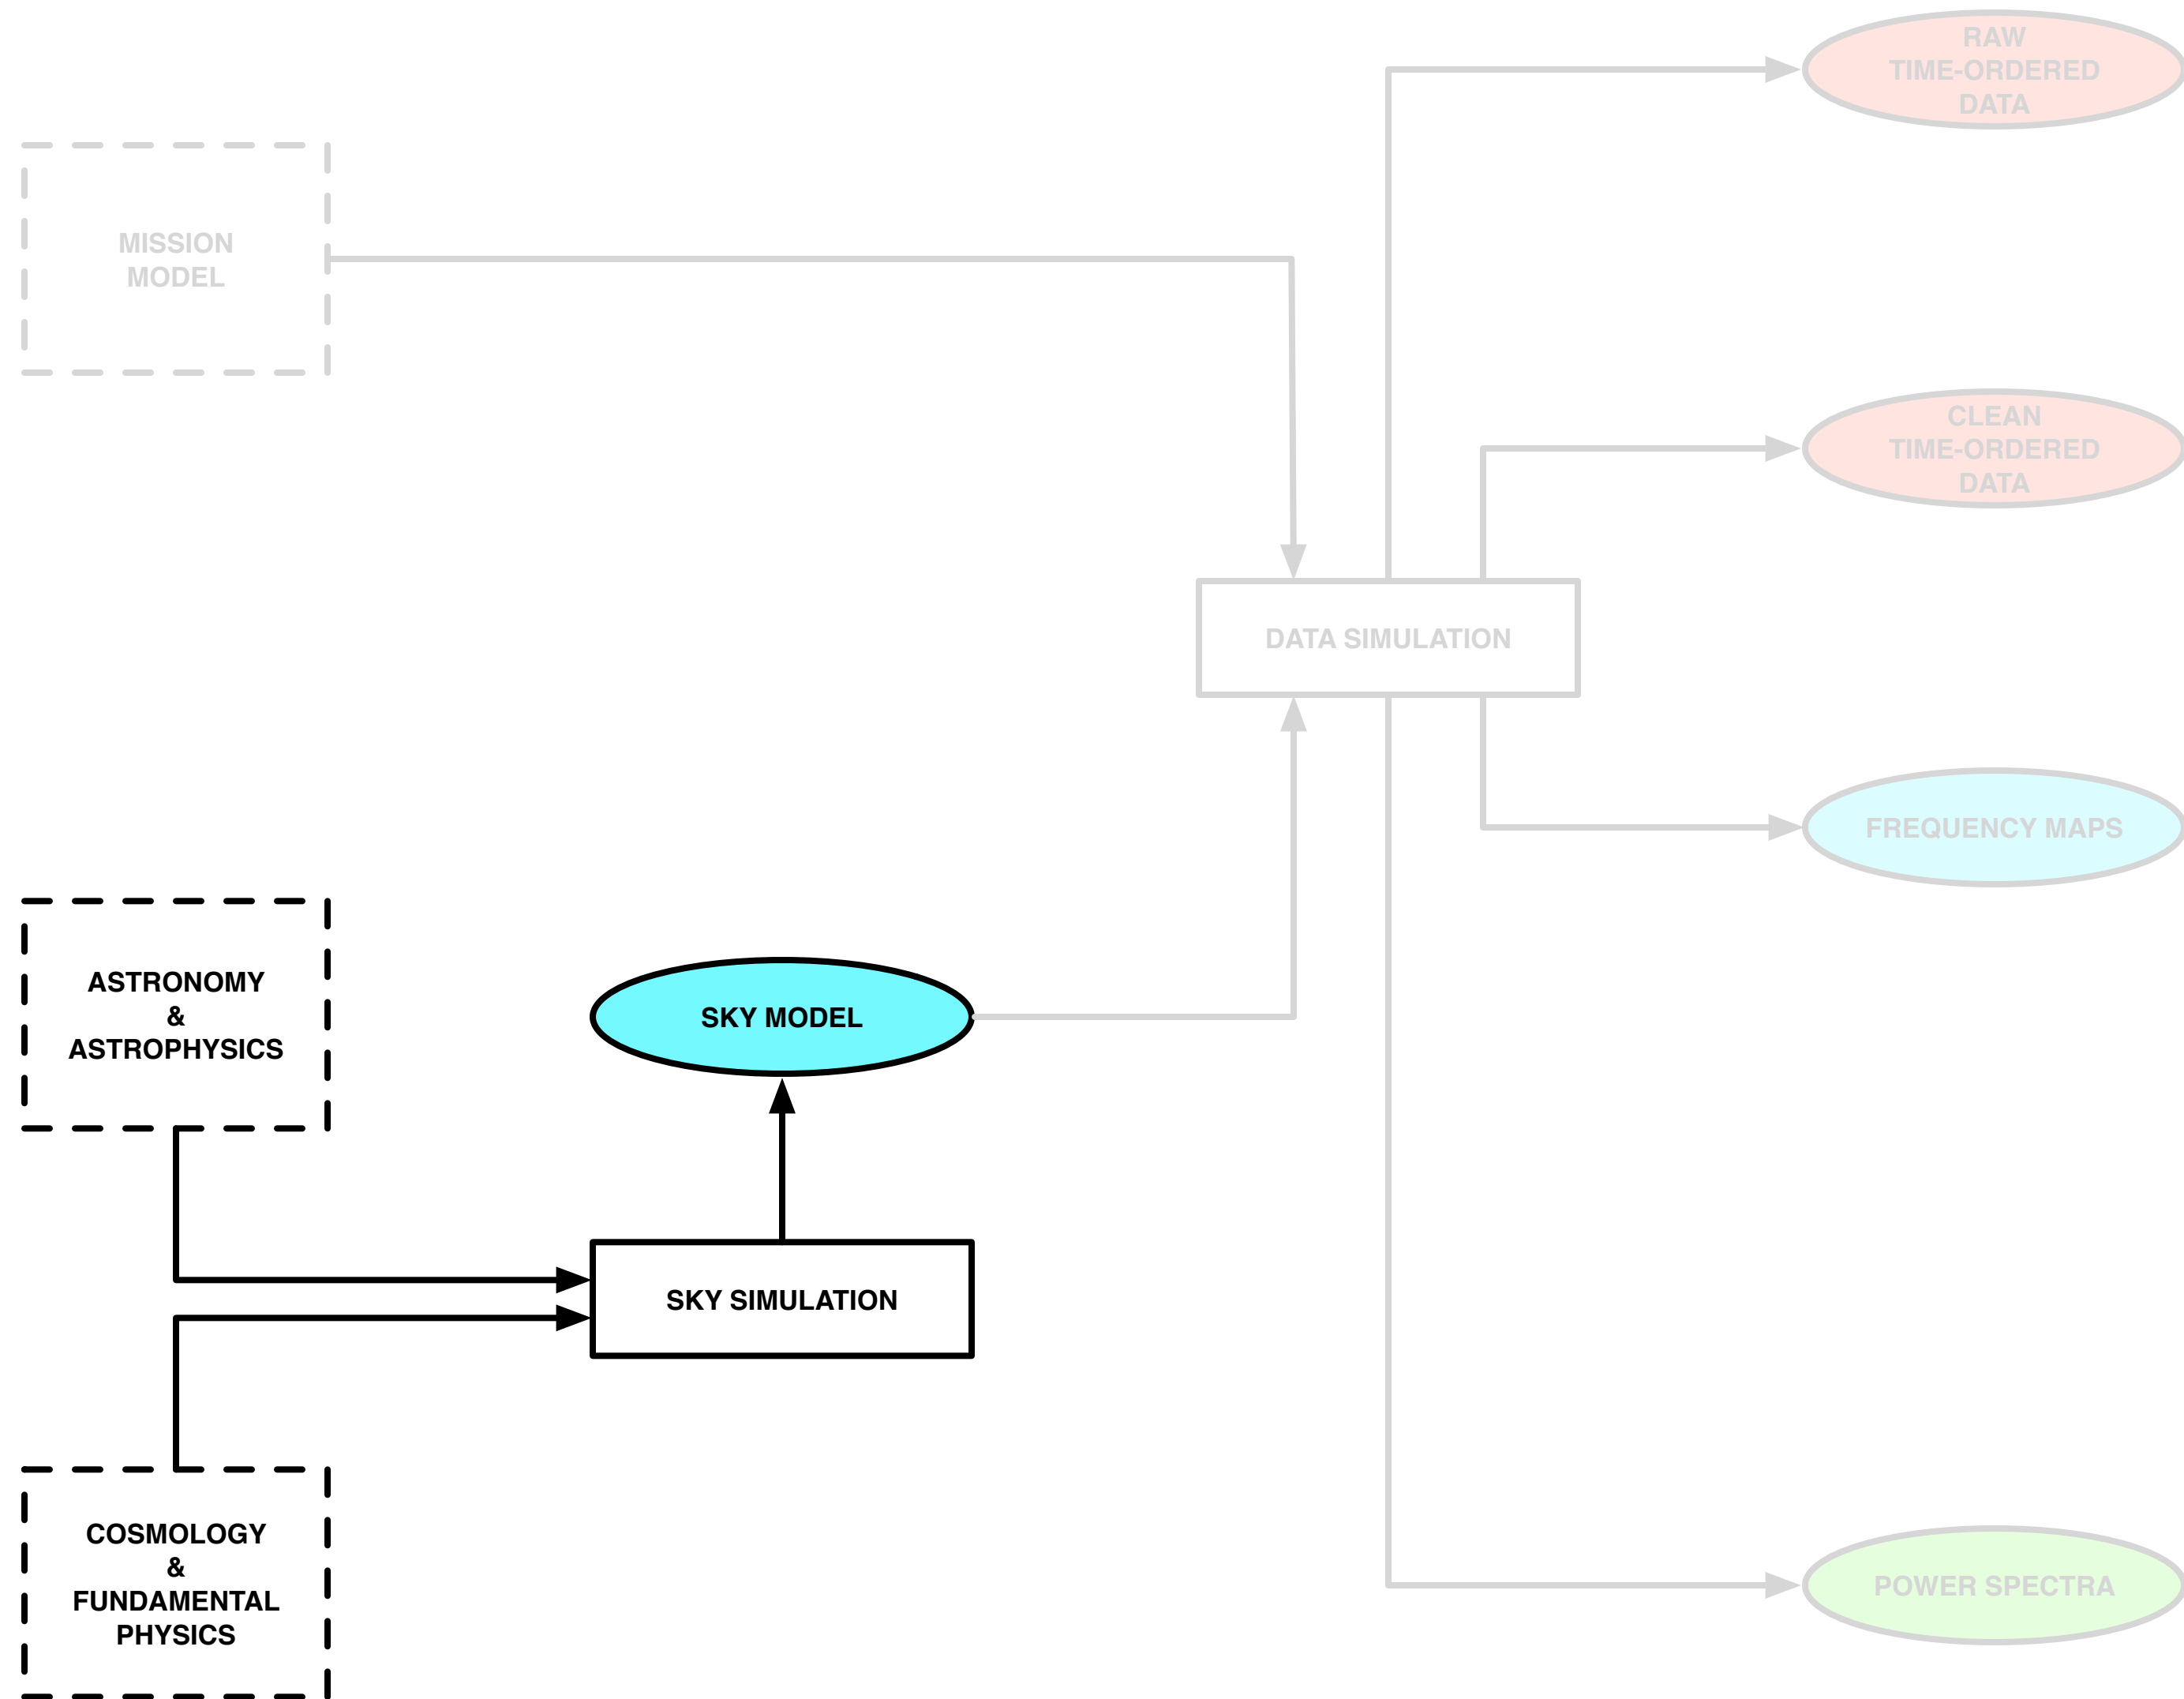 RAW
TIME-ORDERED
DATA
MISSION
MODEL
CLEAN
TIME-ORDERED
DATA
DATA SIMULATION
FREQUENCY MAPS
ASTRONOMY
&
ASTROPHYSICS
SKY MODEL
SKY SIMULATION
COSMOLOGY
&
FUNDAMENTAL
PHYSICS
POWER SPECTRA